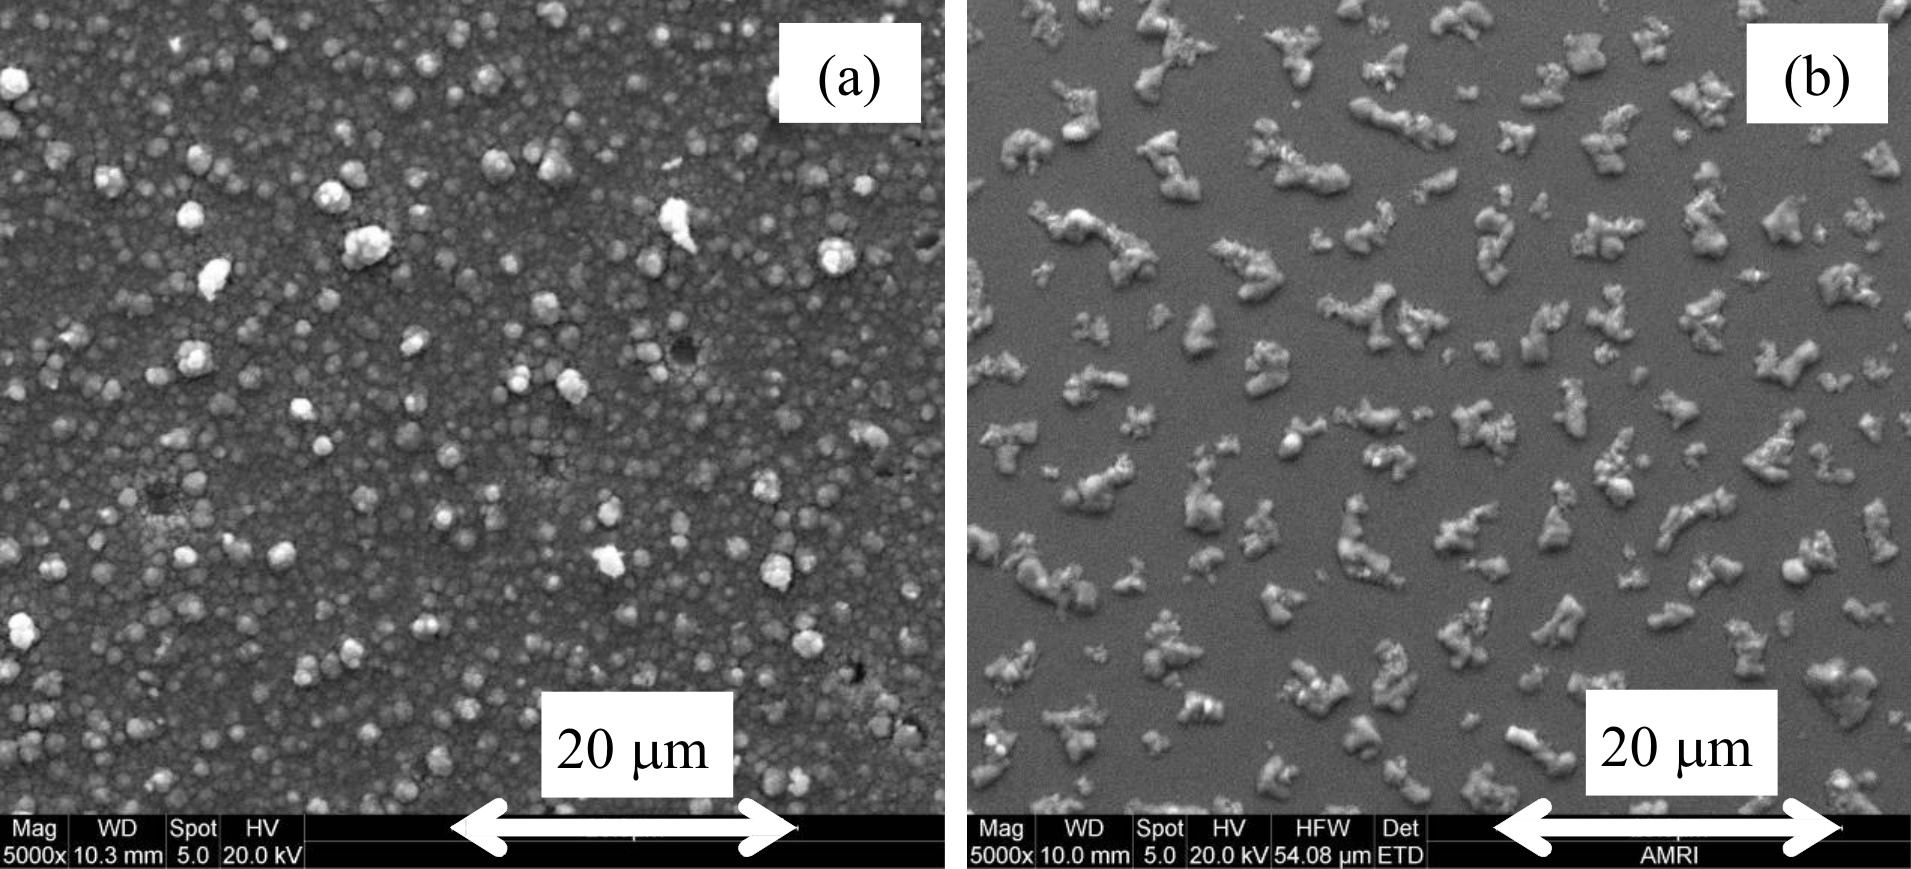 (a)
20 μm
Mag WD Spot HV
5000x 10.3 mm 5.0 20.0 kV
(b)
20 μm
Mag WD Spot HV HFW Det
5000x 10.0 mm 5.0 20.0 kV 54.08 μm ETD AMRI